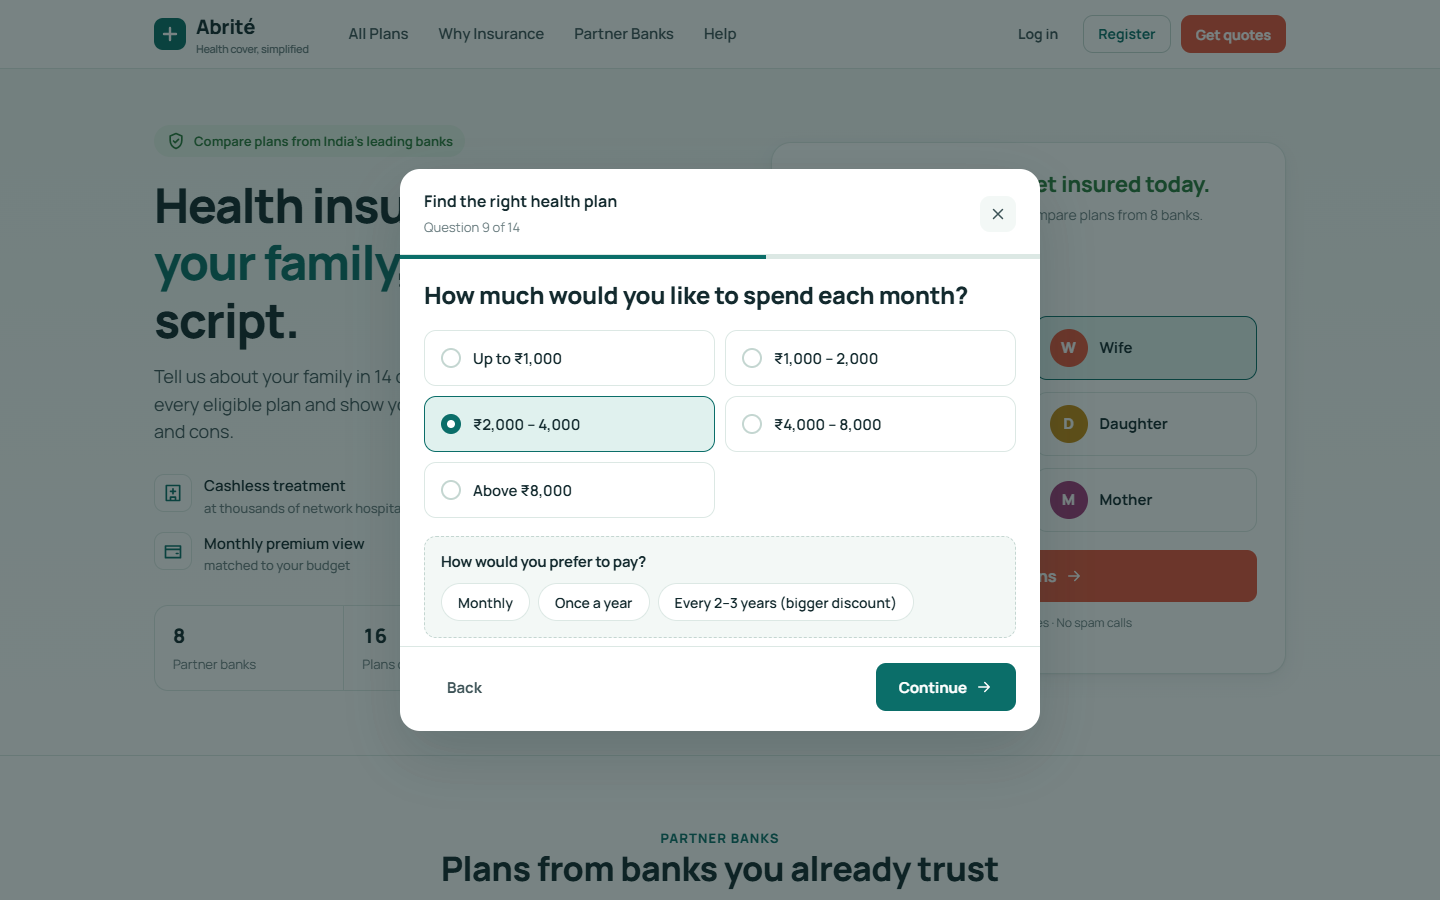 Abrité
Health cover, simplified
All Plans
Why Insurance
Partner Banks
Help
Log in
Register
Get quotes
Compare plans from India's leading banks
Health insu
your family,
script.
Tell us about your family in 14
every eligible plan and show
and cons.
Cashless treatment
at thousands of network hospita
Monthly premium view
matched to your budget
8
Partner banks
16
Plans
et insured today.
mpare plans from 8 banks.
W
Wife
D
Daughter
M
Mother
ns
es · No spam calls
Find the right health plan
Question 9 of 14
How much would you like to spend each month?
Up to ₹1,000
₹1,000 – 2,000
₹2,000 – 4,000
₹4,000 – 8,000
Above ₹8,000
How would you prefer to pay?
Monthly
Once a year
Every 2–3 years (bigger discount)
Back
Continue
PARTNER BANKS
Plans from banks you already trust